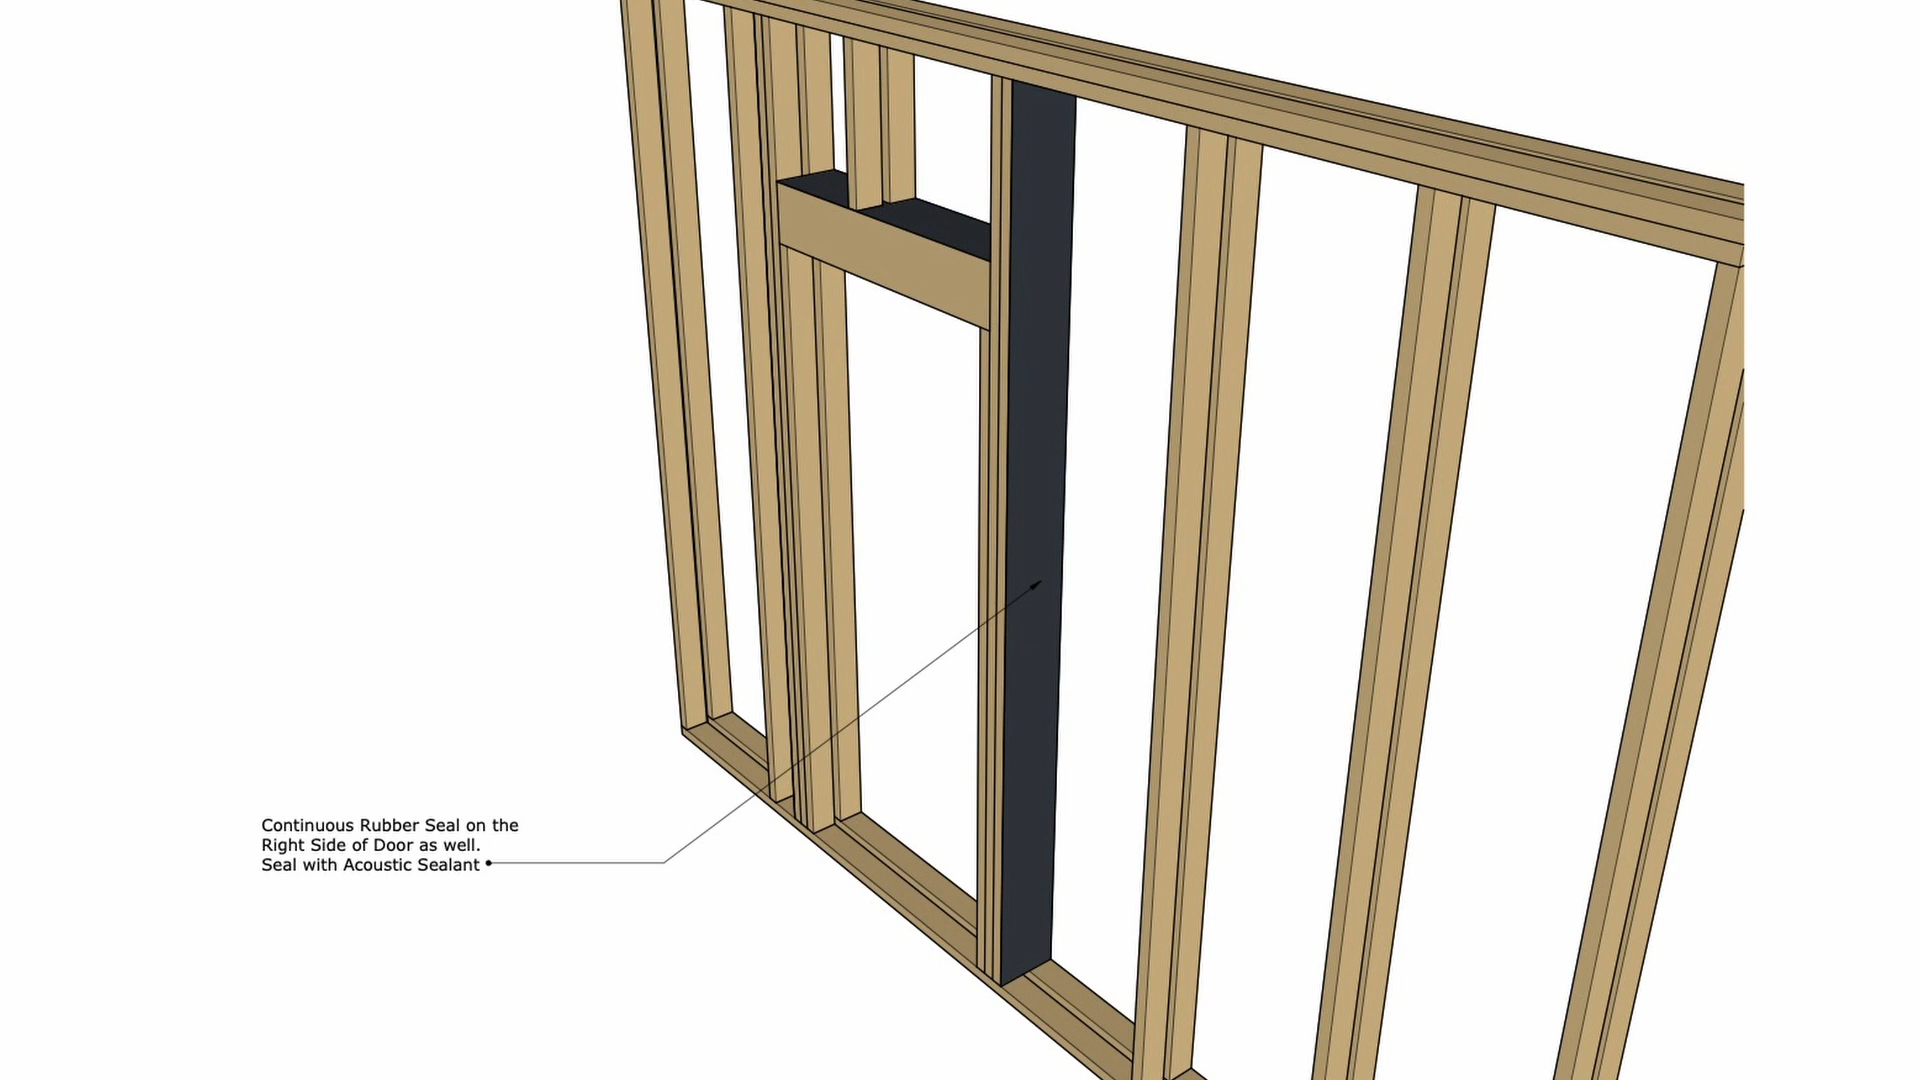 Continuous Rubber Seal on the
Right Side of Door as well.
Seal with Acoustic Sealant